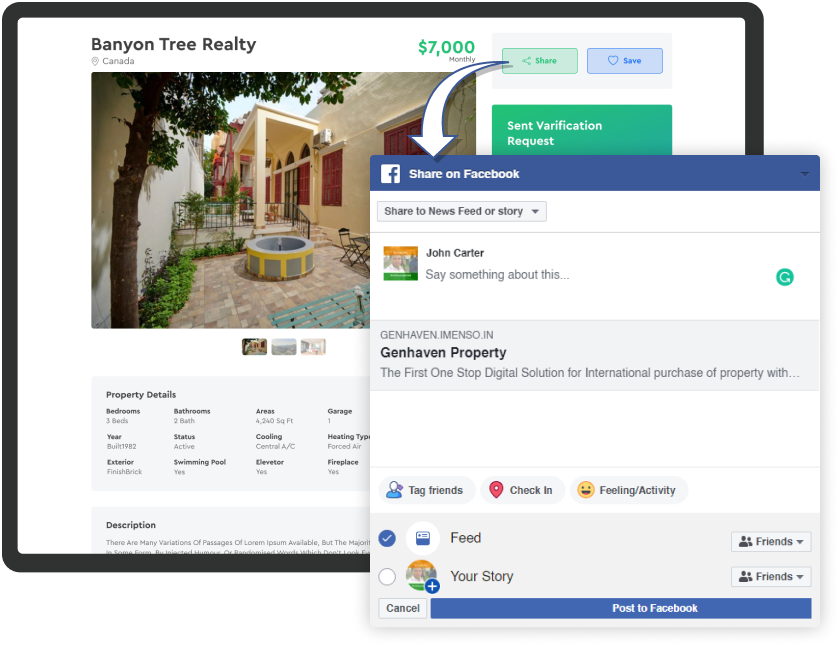 Banyon Tree Realty
Canada
$7,000
Monthly
Share
Save
Sent Varification
Request
Share on Facebook
Share to News Feed or story
John Carter
Say something about this...
GENHAVEN.IMENSO.IN
Genhaven Property
The First One Stop Digital Solution for International purchase of property with...
Tag friends
Check In
Feeling/Activity
Feed
Friends
Your Story
Friends
Cancel
Post to Facebook
Property Details
Bedrooms Bathrooms Areas Garage
3 Beds 2 Bath 4,240 Sq Ft 1
Year Status Cooling Heating Type
Built1982 Active Central A/C Forced Air
Exterior Swimming Pool Elevetor Fireplace
FinishBrick Yes Yes Yes
Description
There Are Many Variations Of Passages Of Lorem Ipsum Available, But The Majori
In Some Form, By Injected Humour, Or Randomised Words Which Don't Look Ev